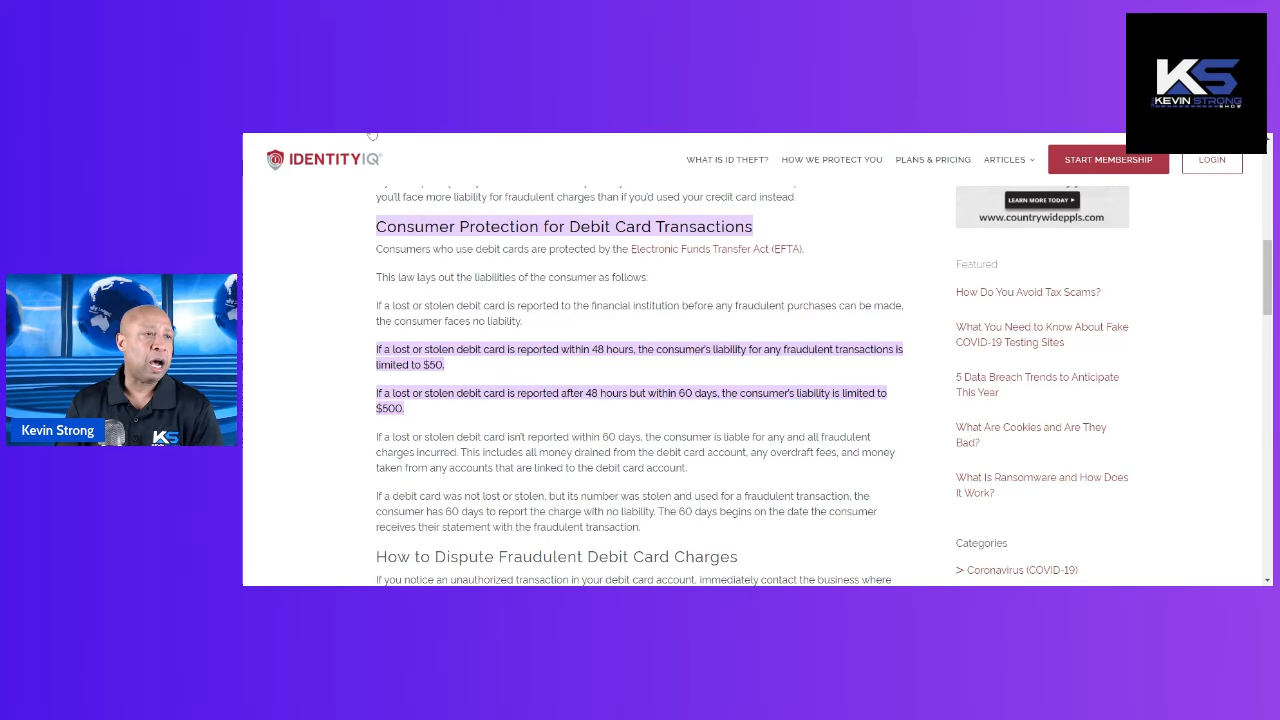 KS
KEVIN STRONG
SHOW
IDENTITYIQ®
WHAT IS ID THEFT?
HOW WE PROTECT YOU
PLANS & PRICING
ARTICLES
START MEMBERSHIP
LOGIN
you'll face more liability for fraudulent charges than if you'd used your credit card instead.
Consumer Protection for Debit Card Transactions
Consumers who use debit cards are protected by the Electronic Funds Transfer Act (EFTA).
This law lays out the liabilities of the consumer as follows:
If a lost or stolen debit card is reported to the financial institution before any fraudulent purchases can be made,
the consumer faces no liability.
If a lost or stolen debit card is reported within 48 hours, the consumer's liability for any fraudulent transactions is
limited to $50.
If a lost or stolen debit card is reported after 48 hours but within 60 days, the consumer's liability is limited to
$500.
If a lost or stolen debit card isn't reported within 60 days, the consumer is liable for any and all fraudulent
charges incurred. This includes all money drained from the debit card account, any overdraft fees, and money
taken from any accounts that are linked to the debit card account.
If a debit card was not lost or stolen, but its number was stolen and used for a fraudulent transaction, the
consumer has 60 days to report the charge with no liability. The 60 days begins on the date the consumer
receives their statement with the fraudulent transaction.
How to Dispute Fraudulent Debit Card Charges
If you notice an unauthorized transaction in your debit card account, immediately contact the business where
LEARN MORE TODAY
www.countrywideppls.com
Featured
How Do You Avoid Tax Scams?
What You Need to Know About Fake
COVID-19 Testing Sites
5 Data Breach Trends to Anticipate
This Year
What Are Cookies and Are They
Bad?
What Is Ransomware and How Does
It Work?
Categories
> Coronavirus (COVID-19)
Kevin Strong
KS